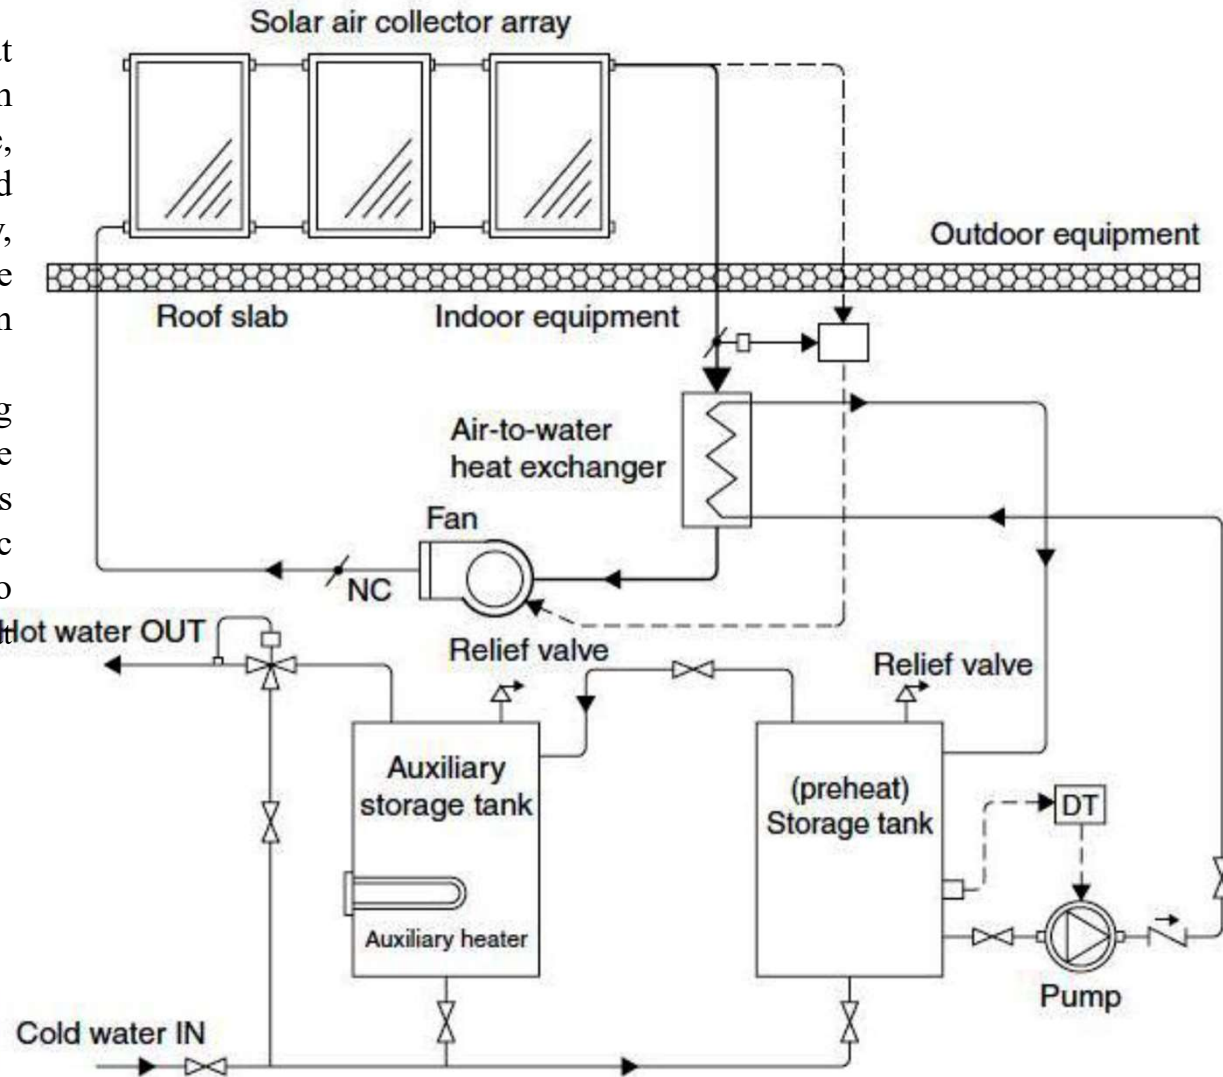 Solar air collector array
Outdoor equipment
Roof slab
Indoor equipment
Air-to-water
heat exchanger
Fan
NC
Hot water OUT
Relief valve
Relief valve
Auxiliary
storage tank
(preheat)
Storage tank
DT
Auxiliary heater
Pump
Cold water IN